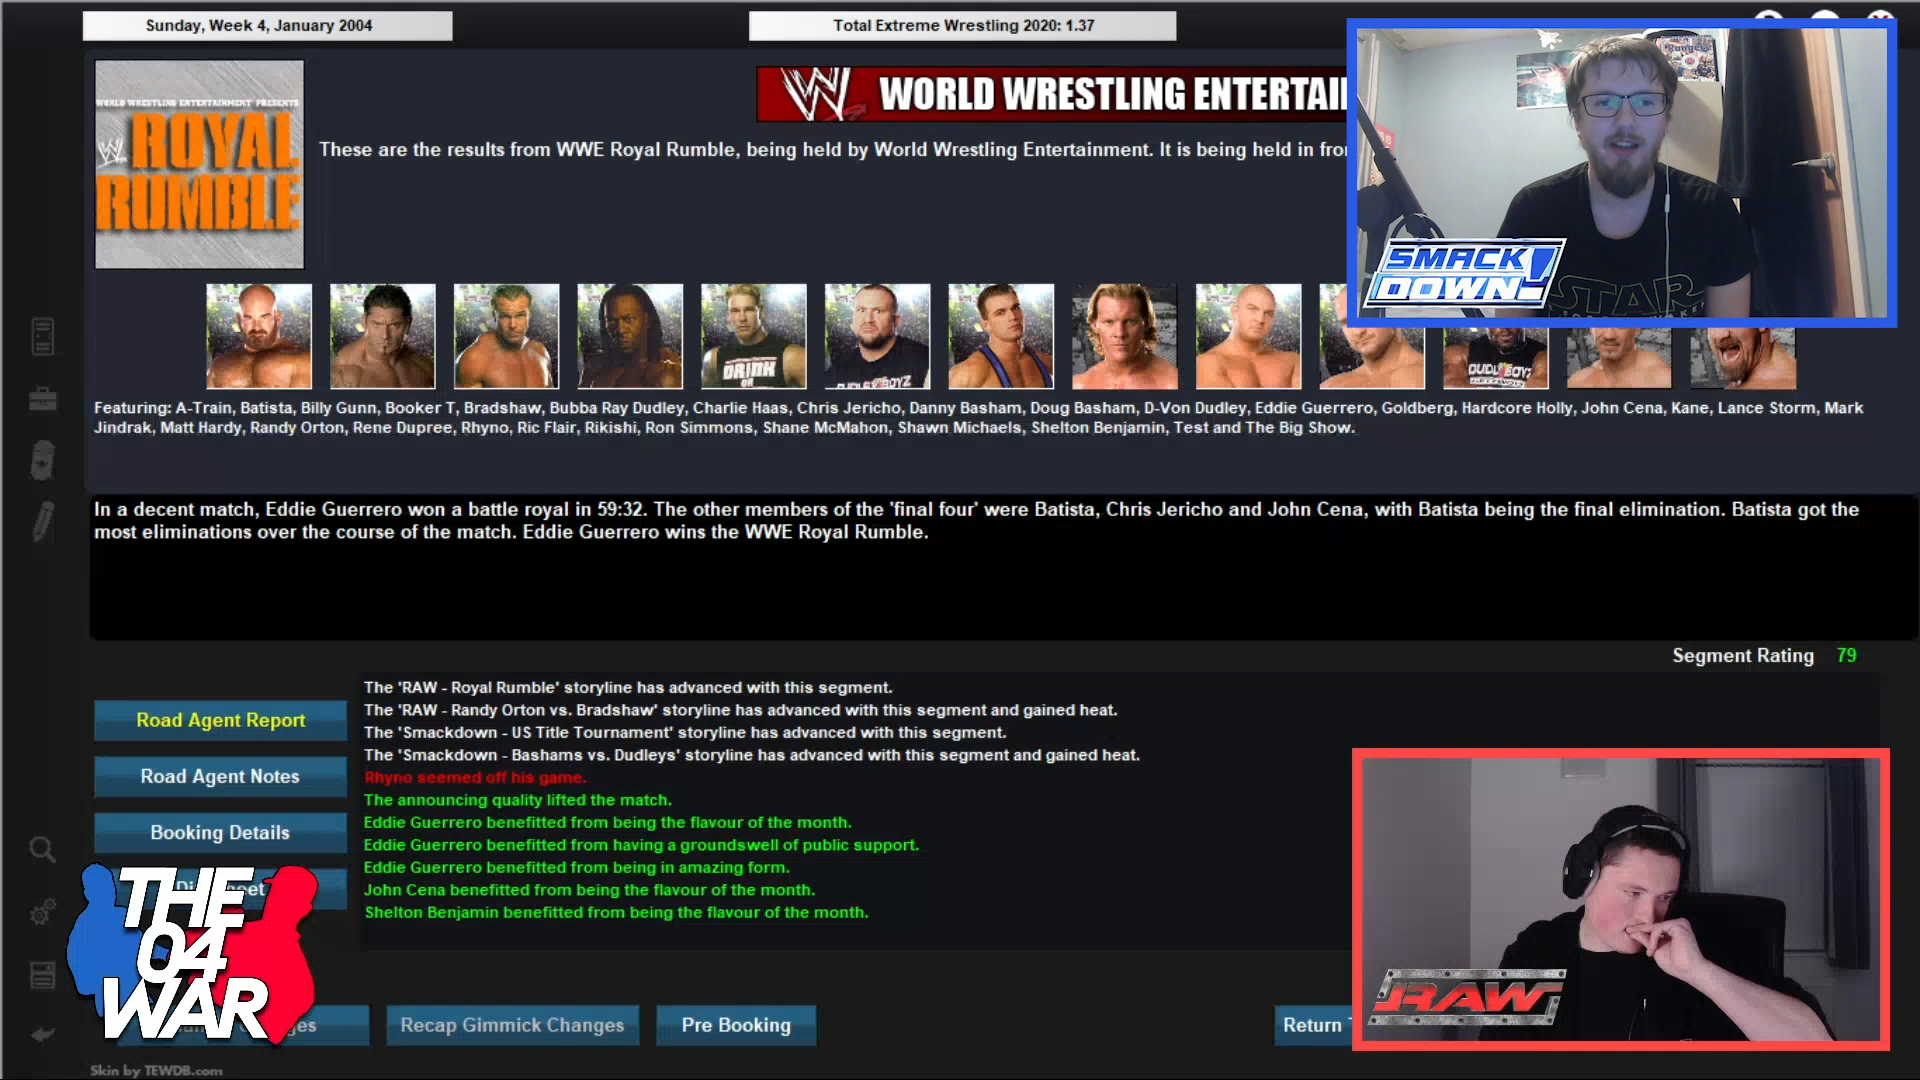 Sunday, Week 4, January 2004
Total Extreme Wrestling 2020: 1.37
WORLD WRESTLING ENTERTAINMENT PRESENTS
W
ROYAL
RUMBLE
W WORLD WRESTLING ENTERTAI
These are the results from WWE Royal Rumble, being held by World Wrestling Entertainment. It is being held in fro
Rangers
STAR
SMACK
DOWN!
DRINK
OR
DUDLEY BOYZ
DUDLEYBOYZ
Featuring: A-Train, Batista, Billy Gunn, Booker T, Bradshaw, Bubba Ray Dudley, Charlie Haas, Chris Jericho, Danny Basham, Doug Basham, D-Von Dudley, Eddie Guerrero, Goldberg, Hardcore Holly, John Cena, Kane, Lance Storm, Mark
Jindrak, Matt Hardy, Randy Orton, Rene Dupree, Rhyno, Ric Flair, Rikishi, Ron Simmons, Shane McMahon, Shawn Michaels, Shelton Benjamin, Test and The Big Show.
In a decent match, Eddie Guerrero won a battle royal in 59:32. The other members of the 'final four' were Batista, Chris Jericho and John Cena, with Batista being the final elimination. Batista got the
most eliminations over the course of the match. Eddie Guerrero wins the WWE Royal Rumble.
Segment Rating 79
Road Agent Report
Road Agent Notes
Booking Details
The 'RAW - Royal Rumble' storyline has advanced with this segment.
The 'RAW - Randy Orton vs. Bradshaw' storyline has advanced with this segment and gained heat.
The 'Smackdown - US Title Tournament' storyline has advanced with this segment.
The 'Smackdown - Bashams vs. Dudleys' storyline has advanced with this segment and gained heat.
Rhyno seemed off his game.
The announcing quality lifted the match.
Eddie Guerrero benefitted from being the flavour of the month.
Eddie Guerrero benefitted from having a groundswell of public support.
Eddie Guerrero benefitted from being in amazing form.
John Cena benefitted from being the flavour of the month.
Shelton Benjamin benefitted from being the flavour of the month.
THE
04
WAR
Recap Gimmick Changes
Pre Booking
Return
RAW
Skin by TEWDB.com